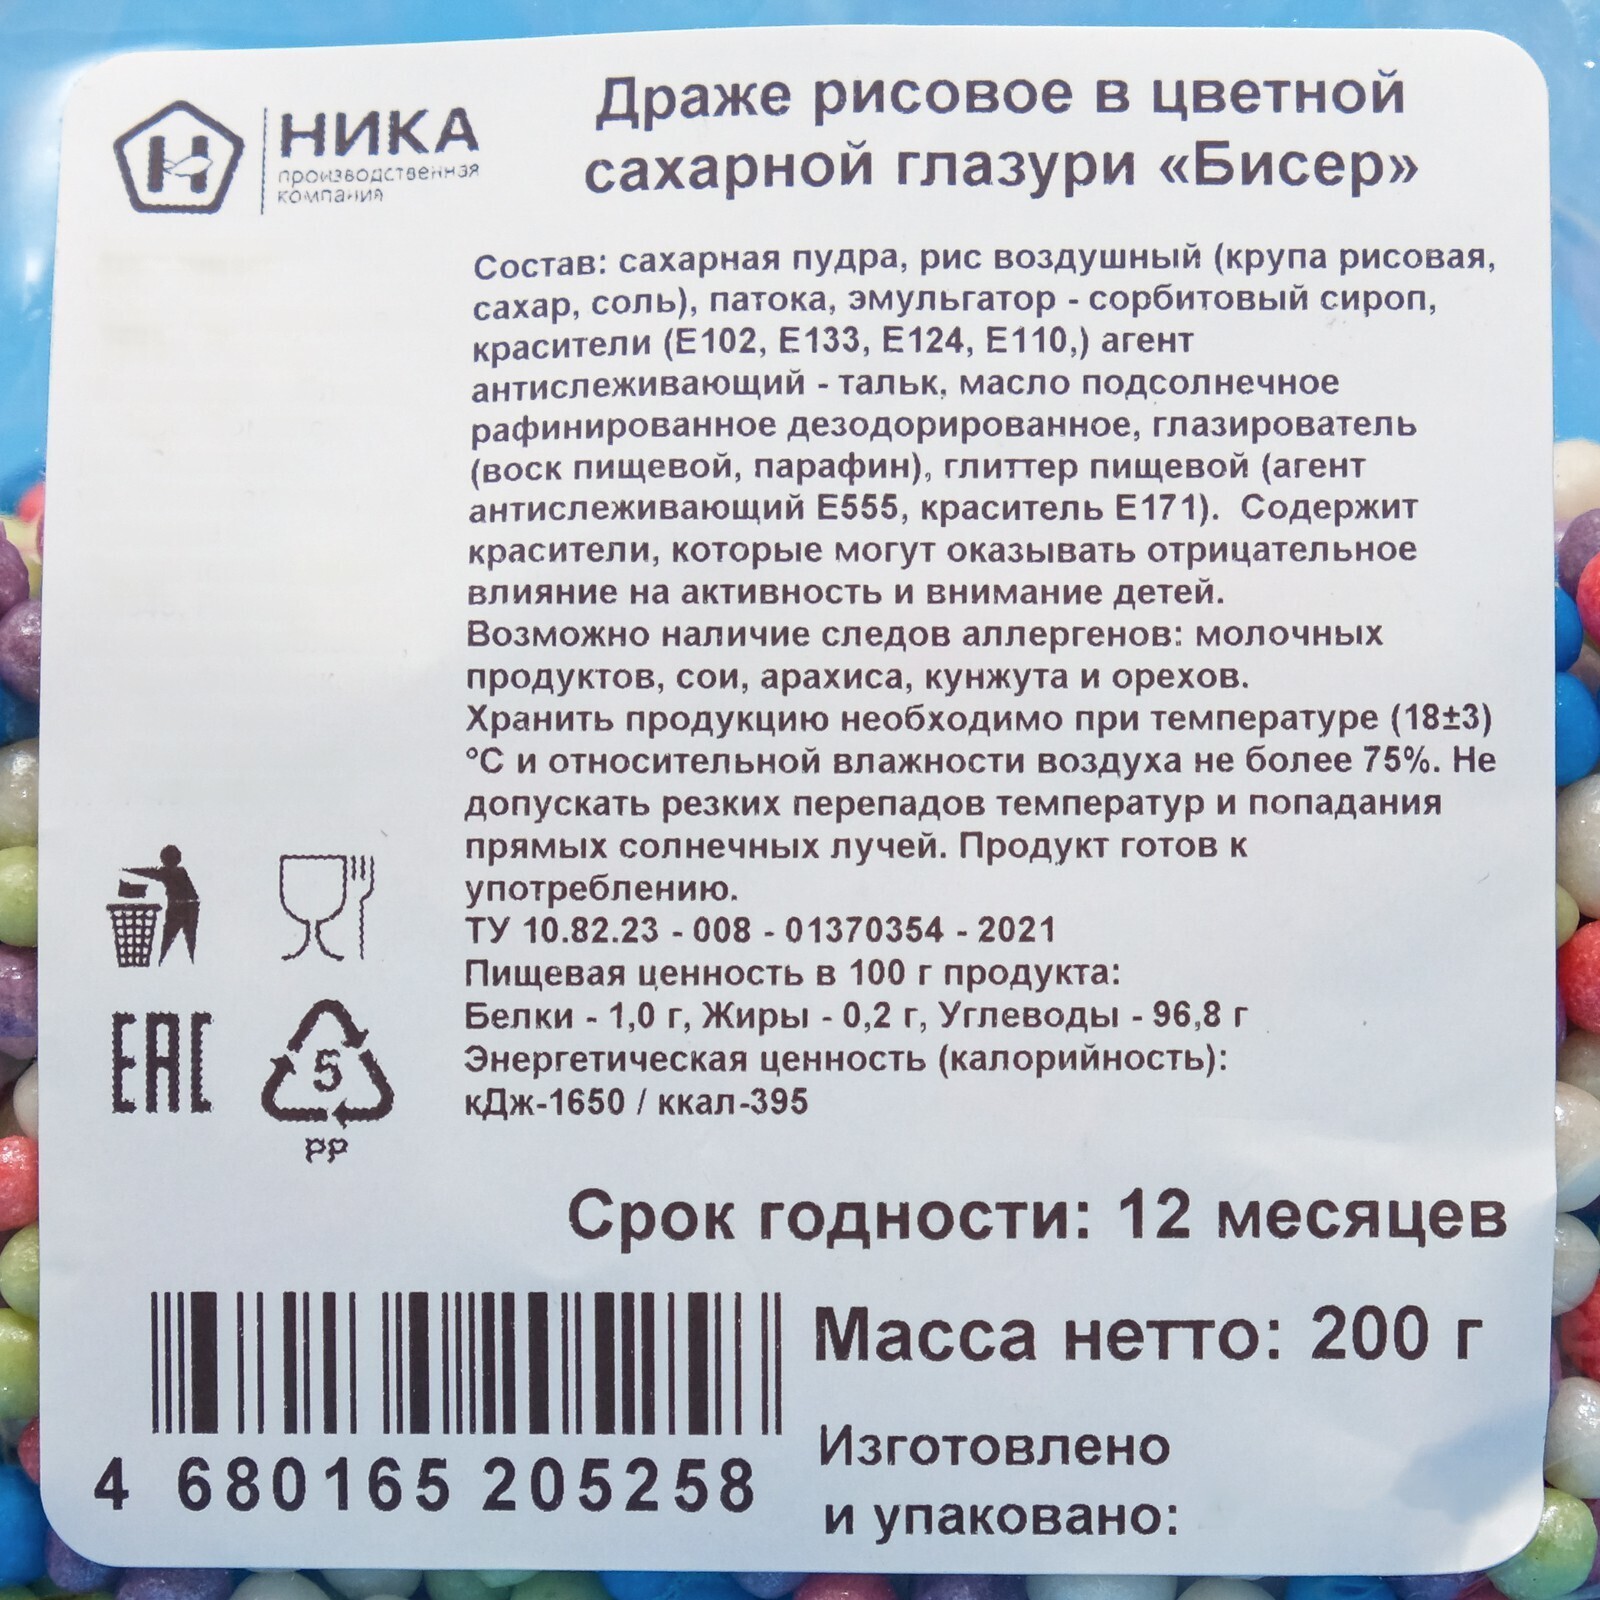 НИКА
производственная
компания
Драже рисовое в цветной
сахарной глазури «Бисер»
Состав: сахарная пудра, рис воздушный (крупа рисовая,
сахар, соль), патока, эмульгатор - сорбитовый сироп,
красители (Е102, Е133, Е124, Е110,) агент
антислеживающий - тальк, масло подсолнечное
рафинированное дезодорированное, глазирователь
(воск пищевой, парафин), глиттер пищевой (агент
антислеживающий Е555, краситель Е171). Содержит
красители, которые могут оказывать отрицательное
влияние на активность и внимание детей.
Возможно наличие следов аллергенов: молочных
продуктов, сои, арахиса, кунжута и орехов.
Хранить продукцию необходимо при температуре (18±3)
°С и относительной влажности воздуха не более 75%. Не
допускать резких перепадов температур и попадания
прямых солнечных лучей. Продукт готов к
употреблению.
ТУ 10.82.23 - 008 - 01370354 - 2021
Пищевая ценность в 100 г продукта:
Белки - 1,0 г, Жиры - 0,2 г, Углеводы - 96,8 г
Энергетическая ценность (калорийность):
кДж-1650 / ккал-395
ЕАС
5
PP
Срок годности: 12 месяцев
Масса нетто: 200 г
Изготовлено
и упаковано:
4 680165 205258